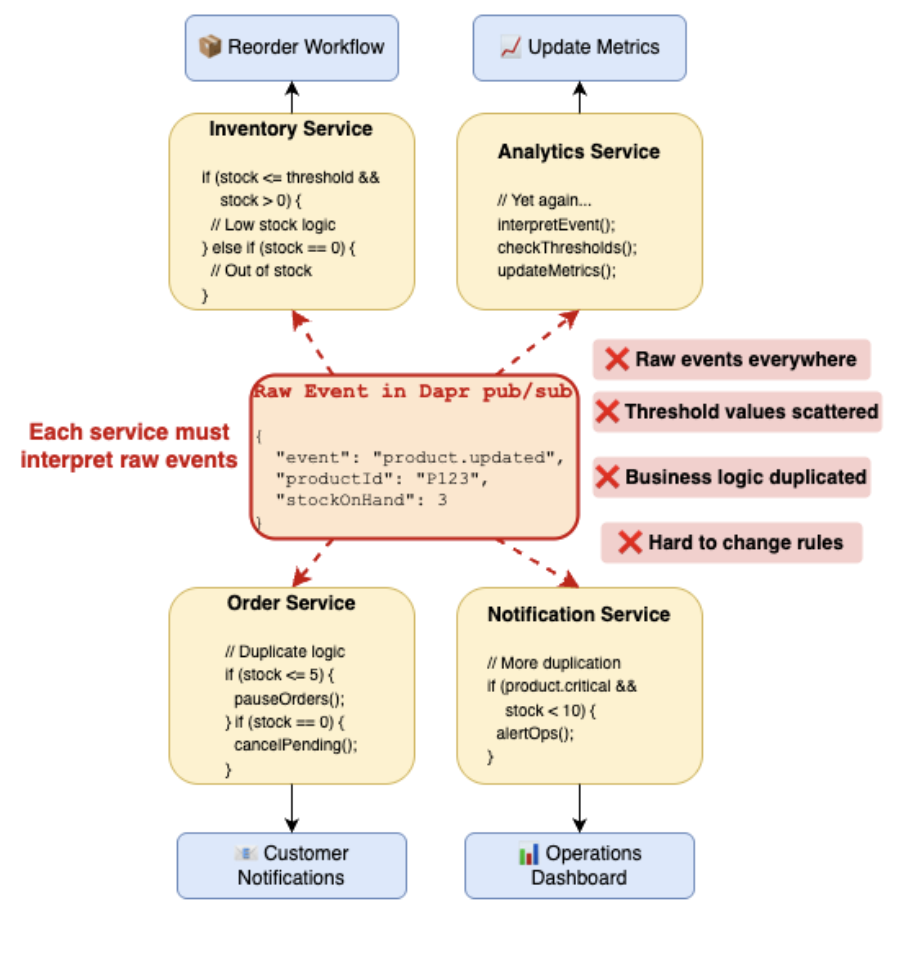 📦 Reorder Workflow
📈 Update Metrics
Inventory Service
if (stock <= threshold &&
stock > 0) {
// Low stock logic
} else if (stock == 0) {
// Out of stock
}
Analytics Service
// Yet again...
interpretEvent();
checkThresholds();
updateMetrics();
Each service must
interpret raw events
Raw Event in Dapr pub/sub
{
"event": "product.updated",
"productId": "P123",
"stockOnHand": 3
}
❌ Raw events everywhere
❌ Threshold values scattered
❌ Business logic duplicated
❌ Hard to change rules
Order Service
// Duplicate logic
if (stock <= 5) {
pauseOrders();
} if (stock == 0) {
cancelPending();
}
Notification Service
// More duplication
if (product.critical &&
stock < 10) {
alertOps();
}
📧 Customer
Notifications
📊 Operations
Dashboard